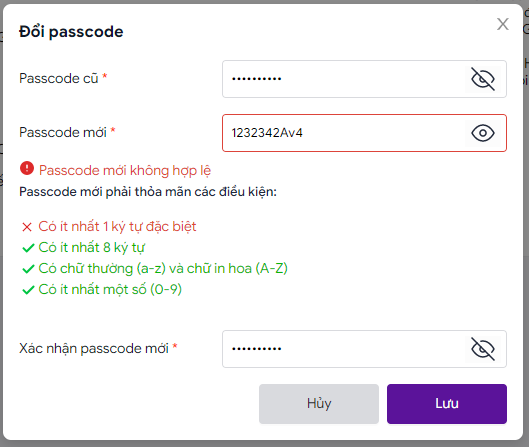 Đổi passcode
Passcode cũ *
••••••••••
Passcode mới *
1232342Av4
Passcode mới không hợp lệ
Passcode mới phải thỏa mãn các điều kiện:
Có ít nhất 1 ký tự đặc biệt
Có ít nhất 8 ký tự
Có chữ thường (a-z) và chữ in hoa (A-Z)
Có ít nhất một số (0-9)
Xác nhận passcode mới *
••••••••••
Hủy
Lưu